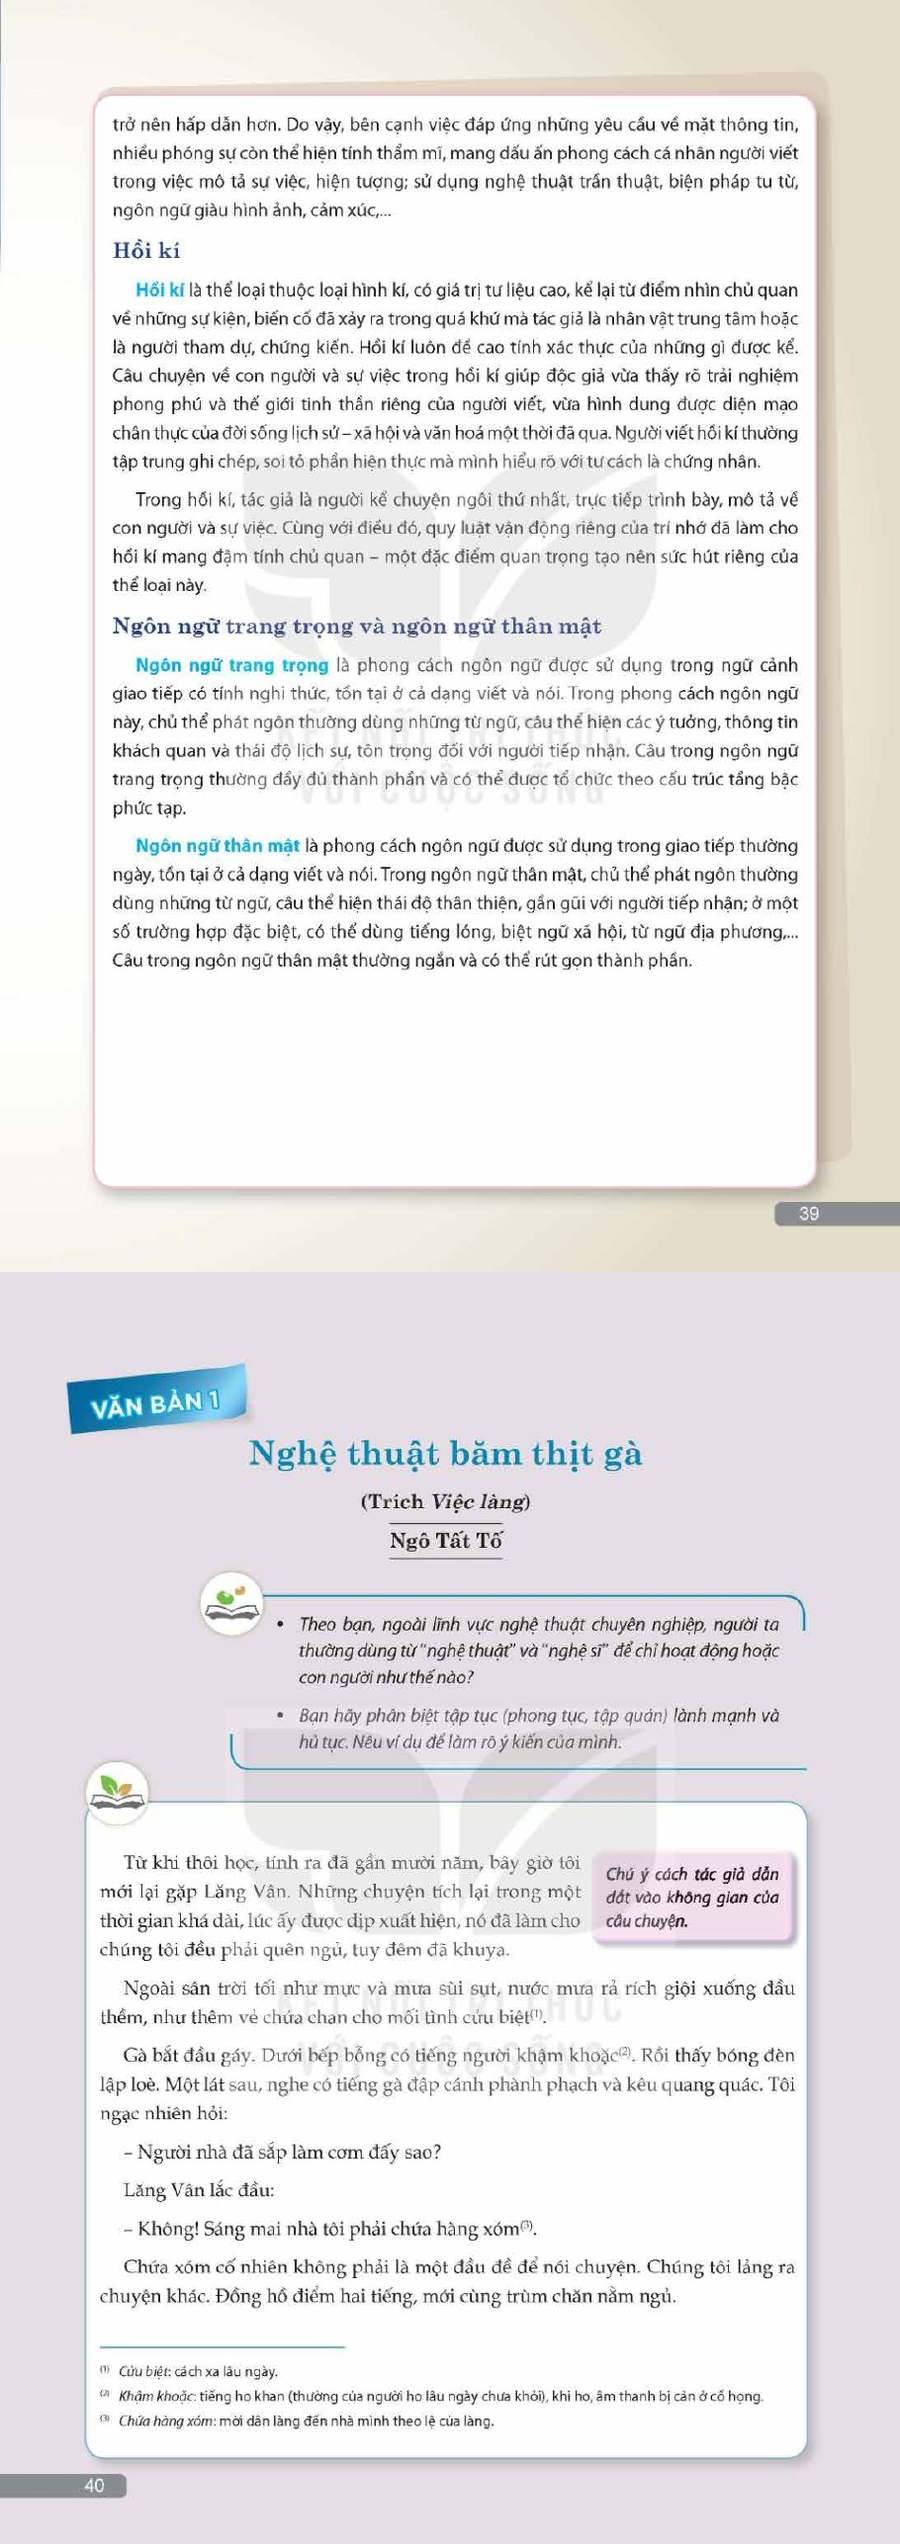 trở nên hấp dẫn hơn. Do vậy, bên cạnh việc đáp ứng những yêu cầu về mặt thông tin,
nhiều phóng sự còn thể hiện tính thẩm mĩ, mang dấu ấn phong cách cá nhân người viết
trong việc mô tả sự việc, hiện tượng; sử dụng nghệ thuật trần thuật, biện pháp tu từ,
ngôn ngữ giàu hình ảnh, cảm xúc,...
Hồi kí
Hồi kí là thể loại thuộc loại hình kí, có giá trị tư liệu cao, kể lại từ điểm nhìn chủ quan
về những sự kiện, biến cố đã xảy ra trong quá khứ mà tác giả là nhân vật trung tâm hoặc
là người tham dự, chứng kiến. Hồi kí luôn đề cao tính xác thực của những gì được kể.
Câu chuyện về con người và sự việc trong hồi kí giúp độc giả vừa thấy rõ trải nghiệm
phong phú và thế giới tinh thần riêng của người viết, vừa hình dung được diện mạo
chân thực của đời sống lịch sử – xã hội và văn hoá một thời đã qua. Người viết hồi kí thường
tập trung ghi chép, soi tỏ phần hiện thực mà mình hiểu rõ với tư cách là chứng nhân.
Trong hồi kí, tác giả là người kể chuyện ngôi thứ nhất, trực tiếp trình bày, mô tả về
con người và sự việc. Cùng với điều đó, quy luật vận động riêng của trí nhớ đã làm cho
hồi kí mang đậm tính chủ quan – một đặc điểm quan trọng tạo nên sức hút riêng của
thể loại này.
Ngôn ngữ trang trọng và ngôn ngữ thân mật
Ngôn ngữ trang trọng là phong cách ngôn ngữ được sử dụng trong ngữ cảnh
giao tiếp có tính nghi thức, tồn tại ở cả dạng viết và nói. Trong phong cách ngôn ngữ
này, chủ thể phát ngôn thường dùng những từ ngữ, câu thể hiện các ý tưởng, thông tin
khách quan và thái độ lịch sự, tôn trọng đối với người tiếp nhận. Câu trong ngôn ngữ
trang trọng thường đầy đủ thành phần và có thể được tổ chức theo cấu trúc tầng bậc
phức tạp.
Ngôn ngữ thân mật là phong cách ngôn ngữ được sử dụng trong giao tiếp thường
ngày, tồn tại ở cả dạng viết và nói. Trong ngôn ngữ thân mật, chủ thể phát ngôn thường
dùng những từ ngữ, câu thể hiện thái độ thân thiện, gần gũi với người tiếp nhận; ở một
số trường hợp đặc biệt, có thể dùng tiếng lóng, biệt ngữ xã hội, từ ngữ địa phương,...
Câu trong ngôn ngữ thân mật thường ngắn và có thể rút gọn thành phần.
KẾT NỐI TRI THỨC
VỚI CUỘC SỐNG
39
VĂN BẢN 1
Nghệ thuật băm thịt gà
(Trích Việc làng)
Ngô Tất Tố
• Theo bạn, ngoài lĩnh vực nghệ thuật chuyên nghiệp, người ta
thường dùng từ "nghệ thuật" và "nghệ sĩ" để chỉ hoạt động hoặc
con người như thế nào?
• Bạn hãy phân biệt tập tục (phong tục, tập quán) lành mạnh và
hủ tục. Nêu ví dụ để làm rõ ý kiến của mình.
Từ khi thôi học, tính ra đã gần mười năm, bây giờ tôi
mới lại gặp Lăng Vân. Những chuyện tích lại trong một
thời gian khá dài, lúc ấy được dịp xuất hiện, nó đã làm cho
chúng tôi đều phải quên ngủ, tuy đêm đã khuya.
Chú ý cách tác giả dẫn
dắt vào không gian của
câu chuyện.
Ngoài sân trời tối như mực và mưa sùi sụt, nước mưa rả rích giội xuống đầu
thềm, như thêm vẻ chứa chan cho mối tình cửu biệt(1).
Gà bắt đầu gáy. Dưới bếp bỗng có tiếng người khậm khoặc(2). Rồi thấy bóng đèn
lập loè. Một lát sau, nghe có tiếng gà đập cánh phành phạch và kêu quang quác. Tôi
ngạc nhiên hỏi:
– Người nhà đã sắp làm cơm đấy sao?
Lăng Vân lắc đầu:
– Không! Sáng mai nhà tôi phải chứa hàng xóm(3).
Chứa xóm cố nhiên không phải là một đầu đề để nói chuyện. Chúng tôi lảng ra
chuyện khác. Đồng hồ điểm hai tiếng, mới cùng trùm chăn nằm ngủ.
KẾT NỐI TRI THỨC
VỚI CUỘC SỐNG
(1) Cửu biệt: cách xa lâu ngày.
(2) Khậm khoặc: tiếng ho khan (thường của người ho lâu ngày chưa khỏi), khi ho, âm thanh bị cản ở cổ họng.
(3) Chứa hàng xóm: mời dân làng đến nhà mình theo lệ của làng.
40